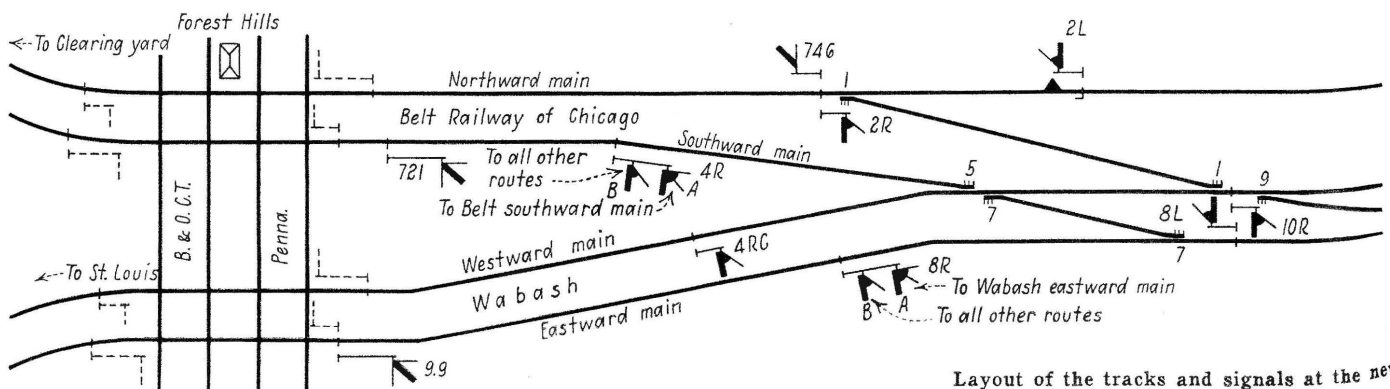 Forest Hills
To Clearing yard
746
2L
Northward main
1
Belt Railway of Chicago
2R
Southward main
721
To all other
routes
B
4R
A
To Belt southward main
5
7
1
9
8L
10R
7
B. & O.C.T.
Penna.
To St. Louis
Westward main
4RC
Wabash
Eastward main
8R
A
B
To Wabash eastward main
To all other routes
9.9
Layout of the tracks and signals at the